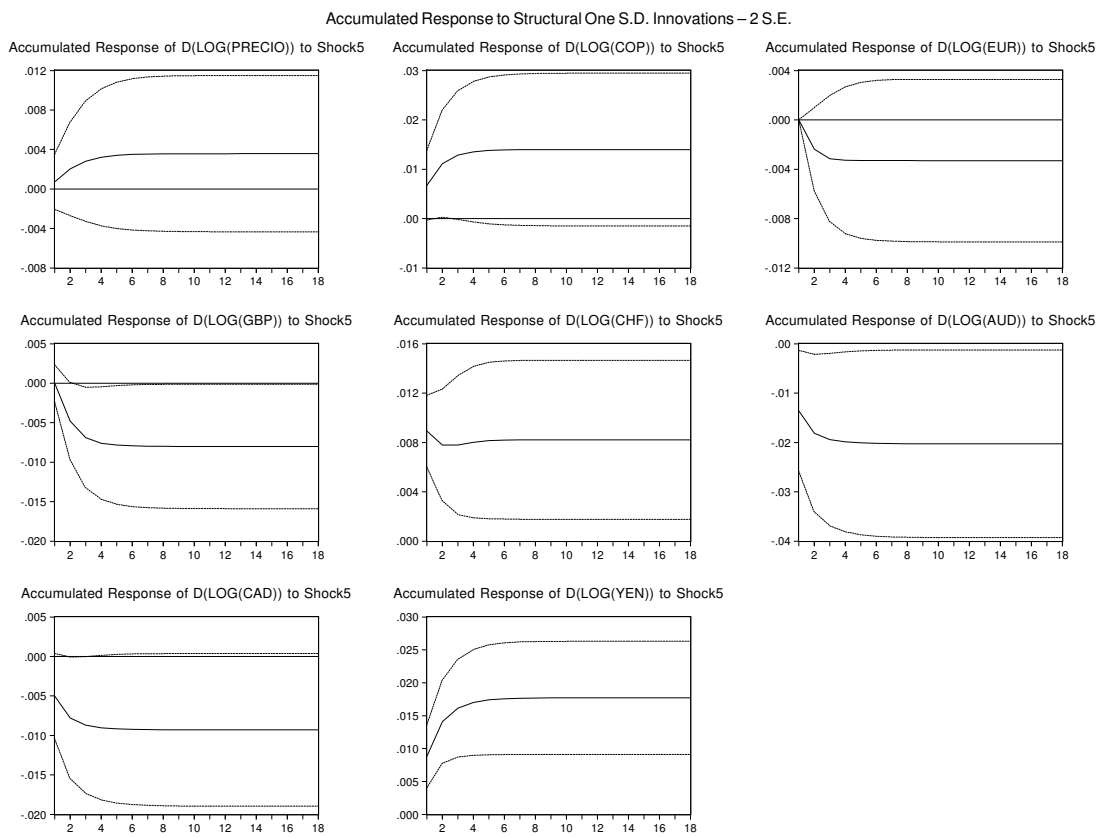 Accumulated Response to Structural One S.D. Innovations – 2 S.E.
Accumulated Response of D(LOG(PRECIO)) to Shock5
.012
.008
.004
.000
-.004
-.008
2 4 6 8 10 12 14 16 18
Accumulated Response of D(LOG(COP)) to Shock5
.03
.02
.01
.00
-.01
2 4 6 8 10 12 14 16 18
Accumulated Response of D(LOG(EUR)) to Shock5
.004
.000
-.004
-.008
-.012
2 4 6 8 10 12 14 16 18
Accumulated Response of D(LOG(GBP)) to Shock5
.005
.000
-.005
-.010
-.015
-.020
2 4 6 8 10 12 14 16 18
Accumulated Response of D(LOG(CHF)) to Shock5
.016
.012
.008
.004
.000
2 4 6 8 10 12 14 16 18
Accumulated Response of D(LOG(AUD)) to Shock5
.00
-.01
-.02
-.03
-.04
2 4 6 8 10 12 14 16 18
Accumulated Response of D(LOG(CAD)) to Shock5
.005
.000
-.005
-.010
-.015
-.020
2 4 6 8 10 12 14 16 18
Accumulated Response of D(LOG(YEN)) to Shock5
.030
.025
.020
.015
.010
.005
.000
2 4 6 8 10 12 14 16 18